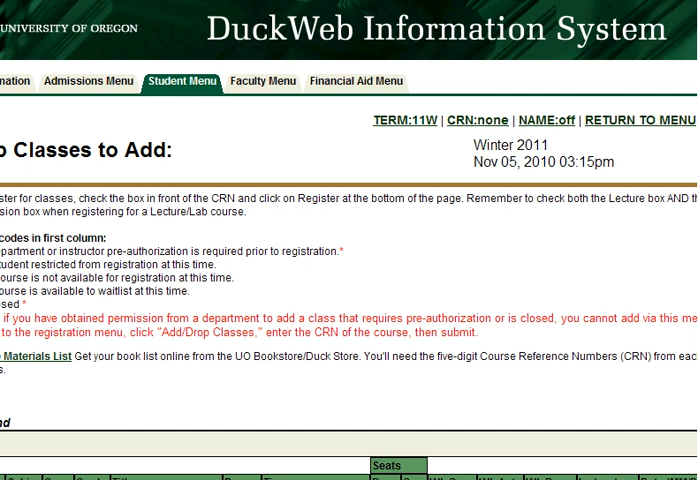 UNIVERSITY OF OREGON
DuckWeb Information System
mation Admissions Menu Student Menu Faculty Menu Financial Aid Menu
TERM:11W | CRN:none | NAME:off | RETURN TO MENU
p Classes to Add:
Winter 2011
Nov 05, 2010 03:15pm
ster for classes, check the box in front of the CRN and click on Register at the bottom of the page. Remember to check both the Lecture box AND th
sion box when registering for a Lecture/Lab course.
codes in first column:
epartment or instructor pre-authorization is required prior to registration.*
tudent restricted from registration at this time.
ourse is not available for registration at this time.
ourse is available to waitlist at this time.
osed *
if you have obtained permission from a department to add a class that requires pre-authorization or is closed, you cannot add via this me
to the registration menu, click "Add/Drop Classes," enter the CRN of the course, then submit.
e Materials List Get your book list online from the UO Bookstore/Duck Store. You'll need the five-digit Course Reference Numbers (CRN) from eac
s.
nd
Seats